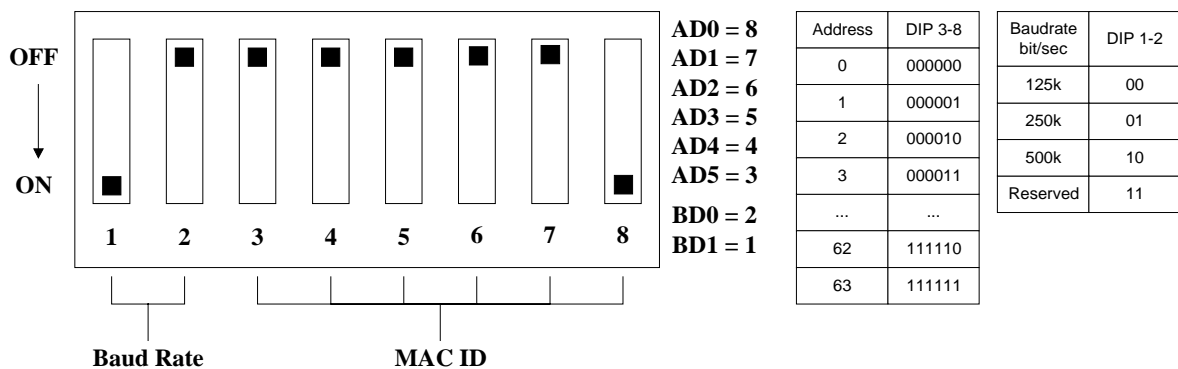 OFF
ON
1 2 3 4 5 6 7 8
Baud Rate
MAC ID
AD0 = 8
AD1 = 7
AD2 = 6
AD3 = 5
AD4 = 4
AD5 = 3
BD0 = 2
BD1 = 1
Address DIP 3-8
0 000000
1 000001
2 000010
3 000011
... ...
62 111110
63 111111
Baudrate
bit/sec DIP 1-2
125k 00
250k 01
500k 10
Reserved 11